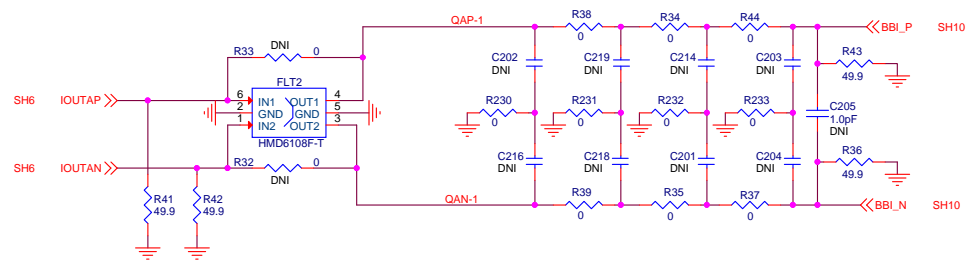 R38
0
R34
0
R44
0
QAP-1
BBI_P SH10
R33 DNI 0
C202
DNI
C219
DNI
C214
DNI
C203
DNI
R43
49.9
FLT2
SH6 IOUTAP
6 IN1 OUT1 4
2 GND GND 5
1 IN2 OUT2 3
HMD6108F-T
R230
0
R231
0
R232
0
R233
0
C205
1.0pF
DNI
SH6 IOUTAN
R32 0
DNI
C216
DNI
C218
DNI
C201
DNI
C204
DNI
R36
49.9
R41
49.9
R42
49.9
QAN-1
R39
0
R35
0
R37
0
BBI_N SH10